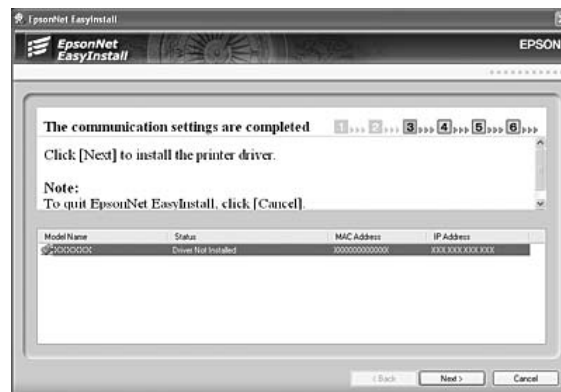 EpsonNet EasyInstall
EpsonNet
EasyInstall
EPSON
The communication settings are completed
1 2 3 4 5 6
Click [Next] to install the printer driver.
Note:
To quit EpsonNet EasyInstall, click [Cancel].
Model Name Status MAC Address IP Address
XXXXXXX Driver Not Installed XXXXXXXXXXXX XXX.XXX.XXX.XXX
< Back Next > Cancel